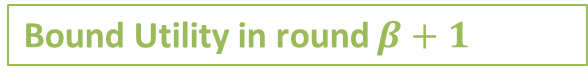 Bound Utility in round β + 1